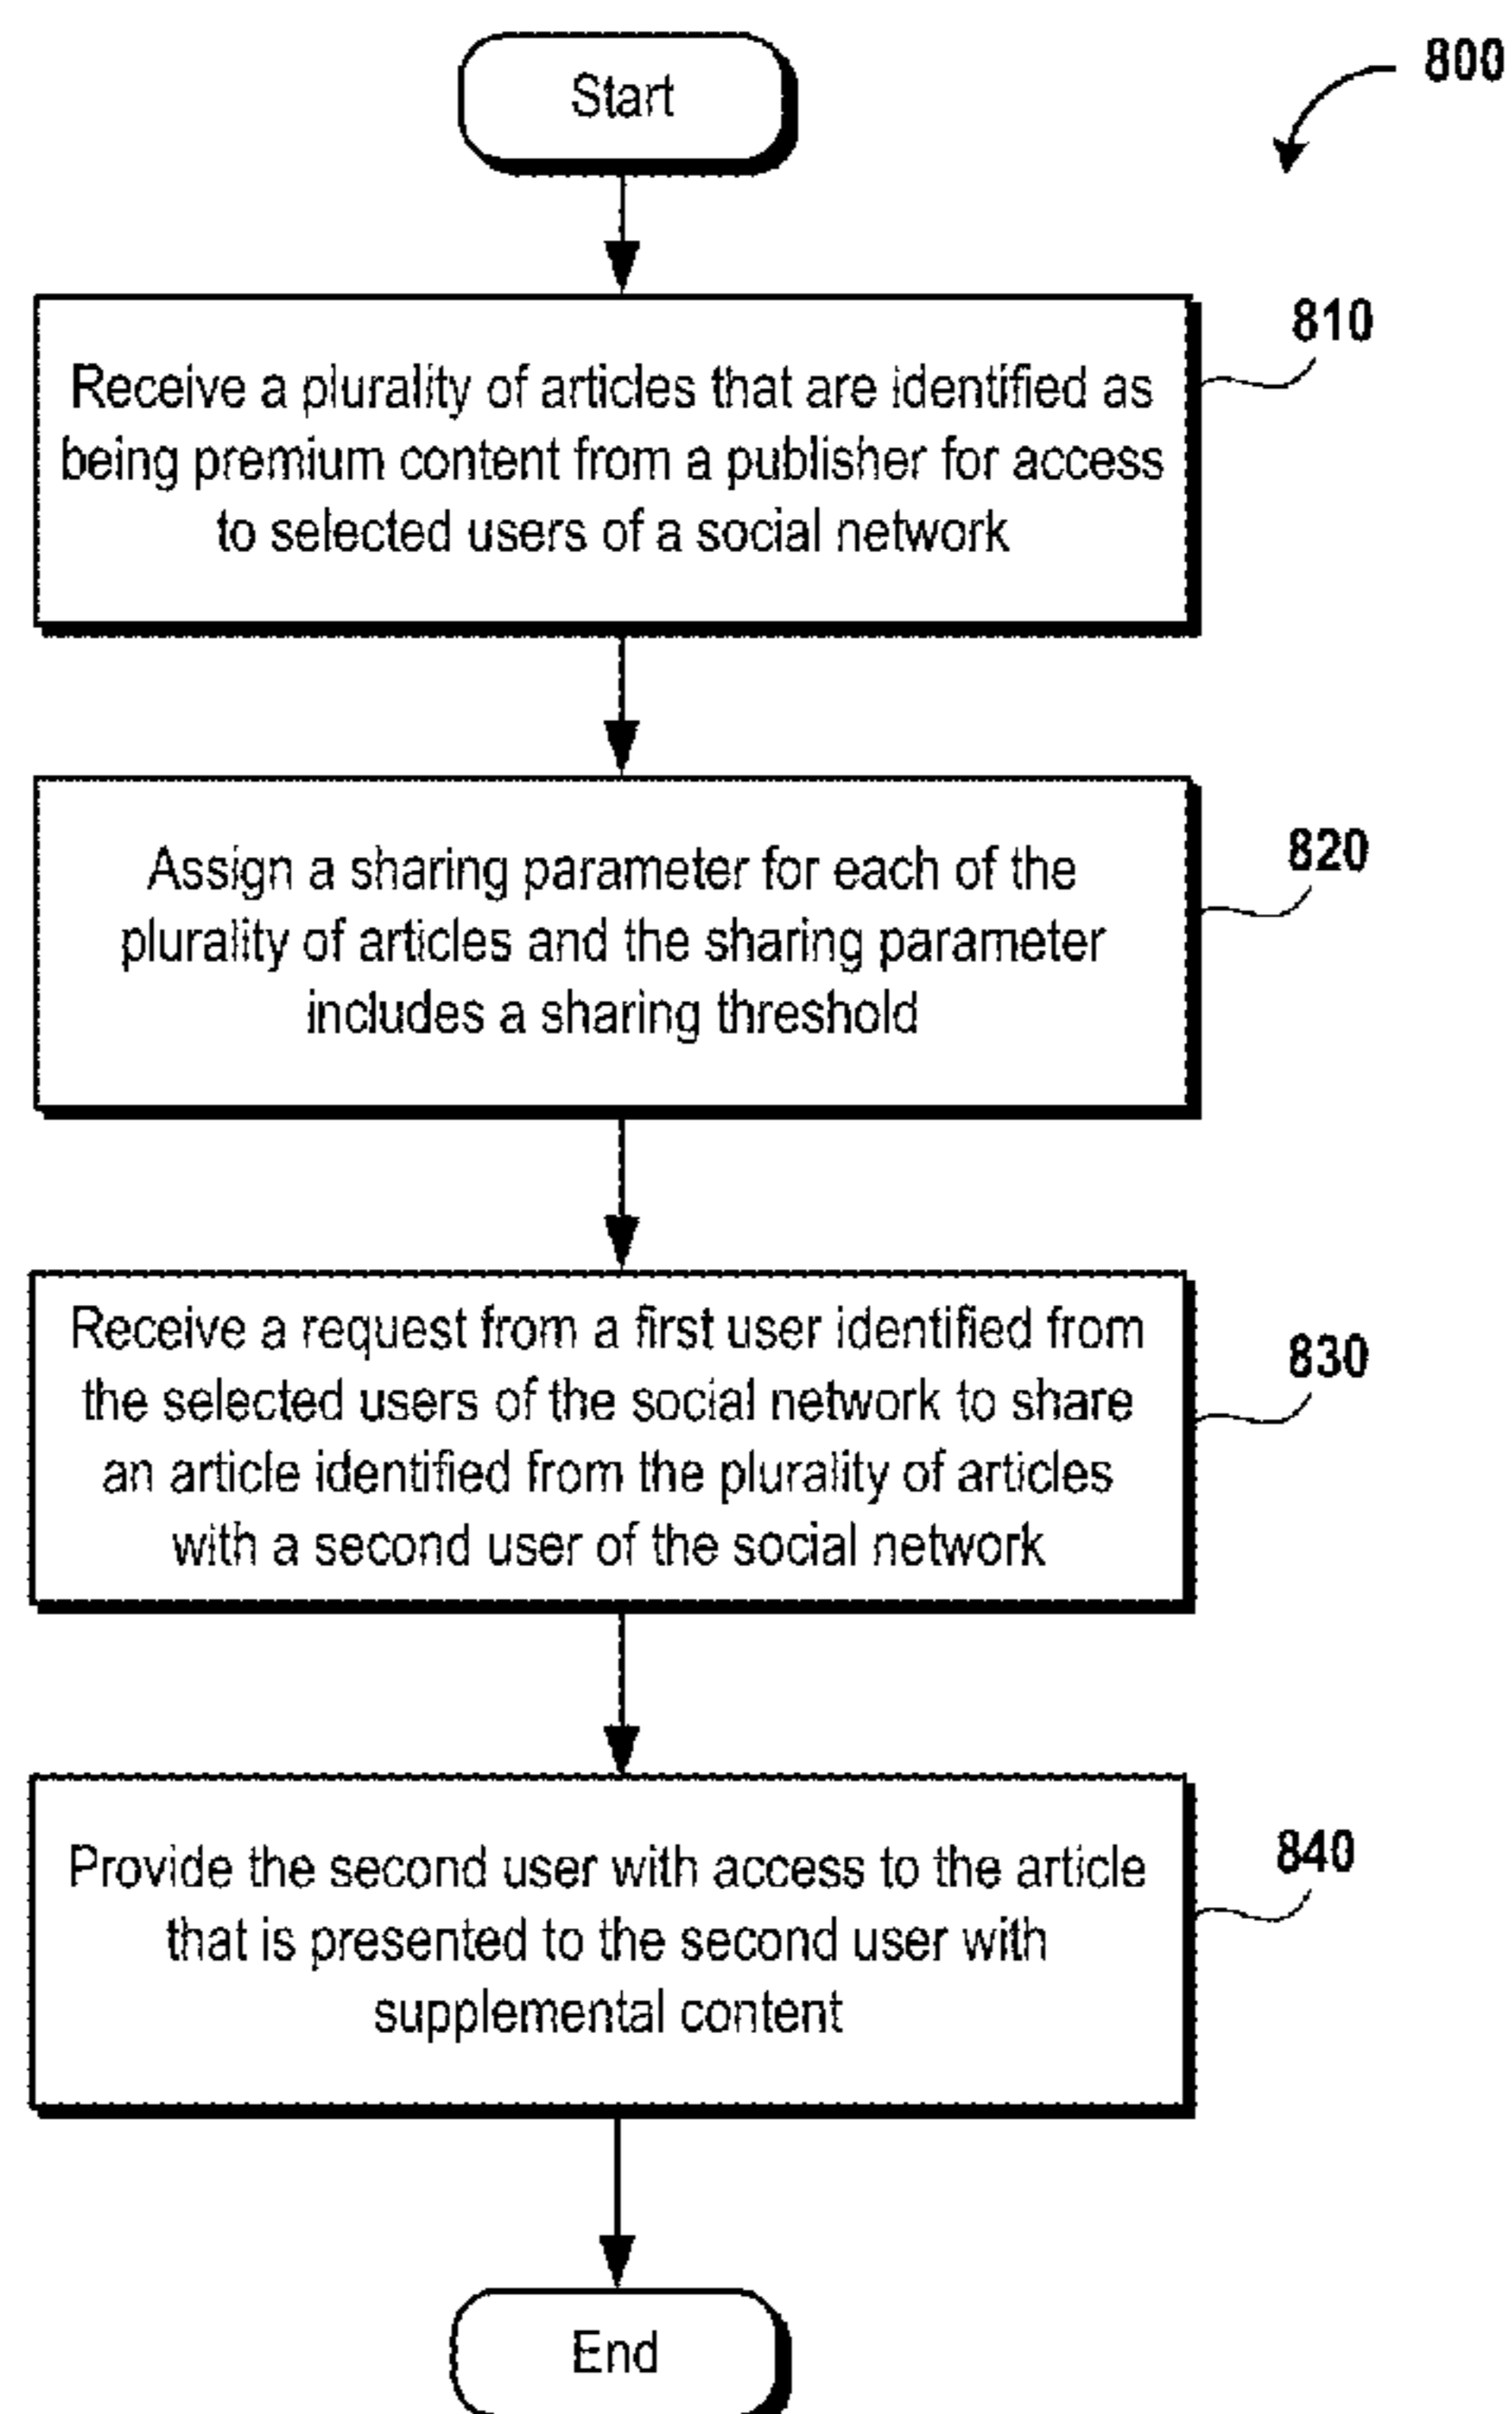 Start
800
Receive a plurality of articles that are identified as
being premium content from a publisher for access
to selected users of a social network
810
Assign a sharing parameter for each of the
plurality of articles and the sharing parameter
includes a sharing threshold
820
Receive a request from a first user identified from
the selected users of the social network to share
an article identified from the plurality of articles
with a second user of the social network
830
Provide the second user with access to the article
that is presented to the second user with
supplemental content
840
End